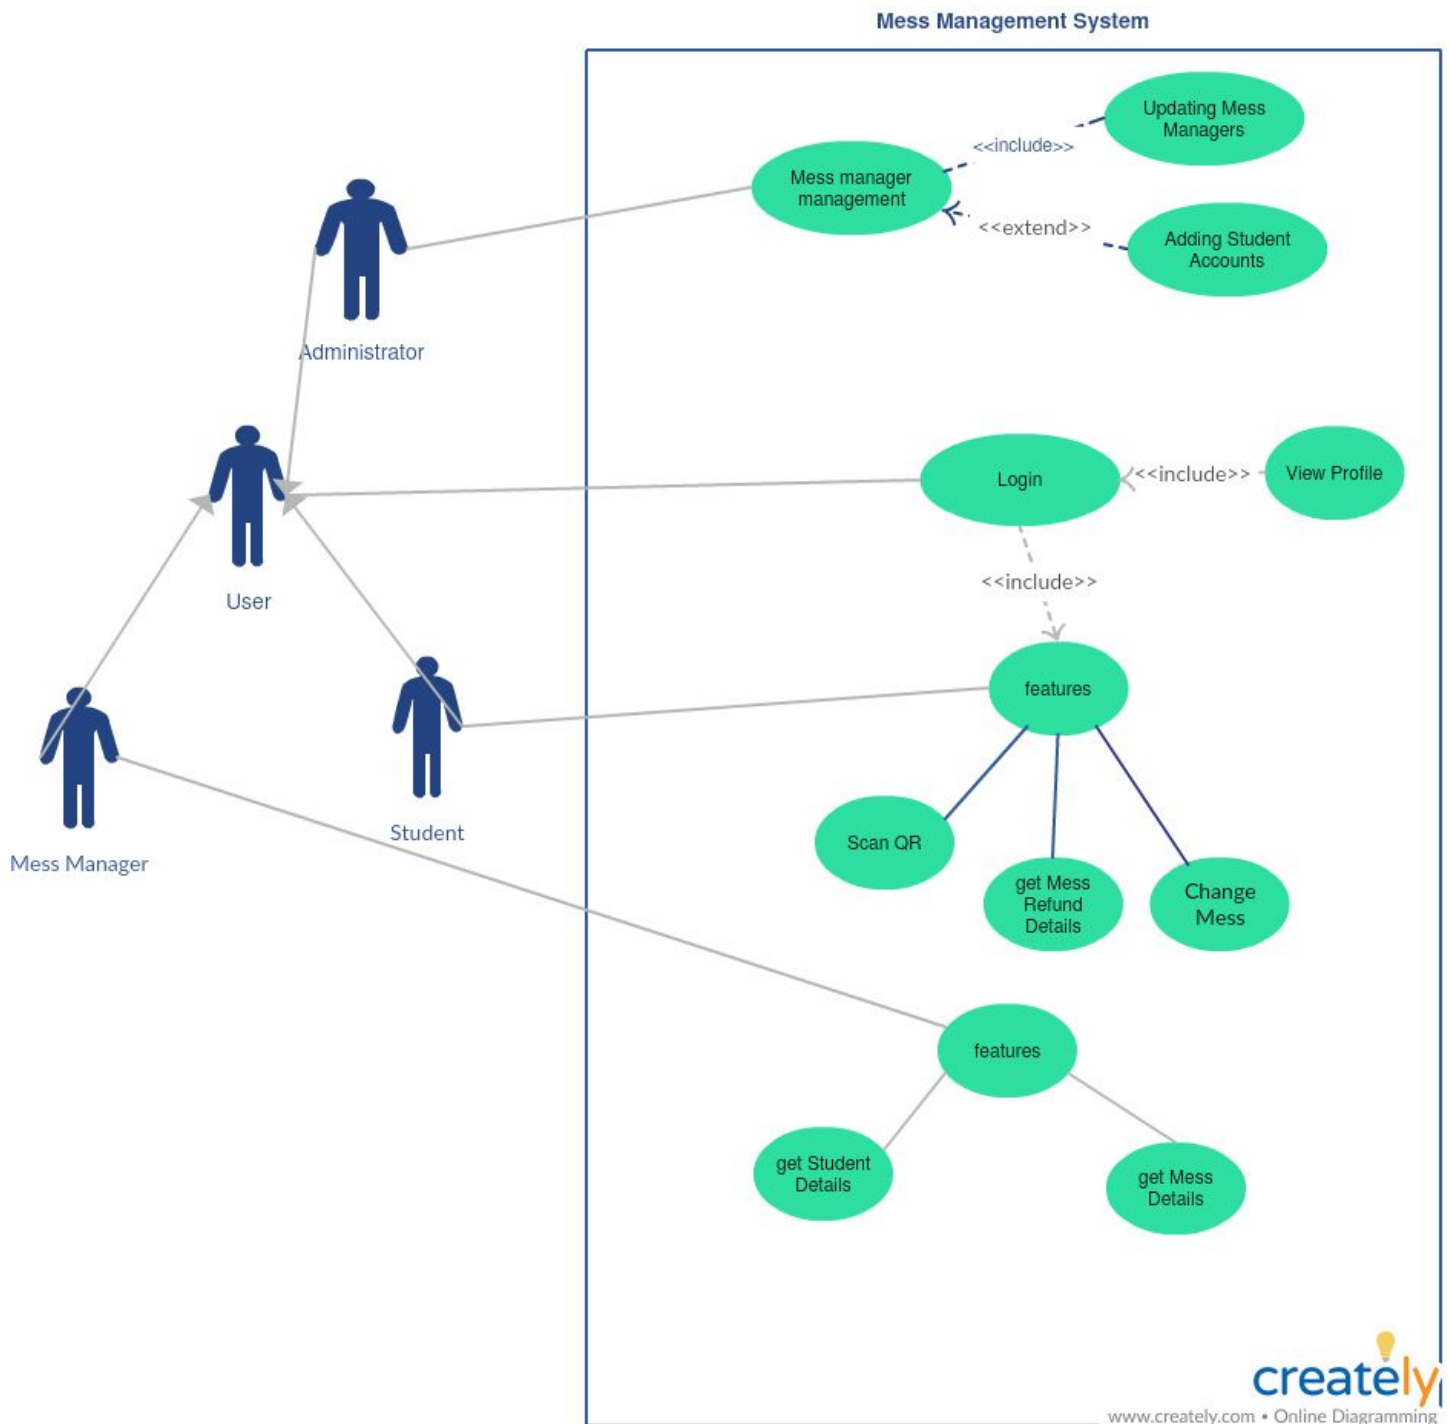 Mess Management System
Updating Mess
Managers
<<include>>
Mess manager
management
<<extend>>
Adding Student
Accounts
Administrator
Login
<<include>>
View Profile
User
<<include>>
features
Student
Mess Manager
Scan QR
get Mess
Refund
Details
Change
Mess
features
get Student
Details
get Mess
Details
creately
www.creately.com • Online Diagramming